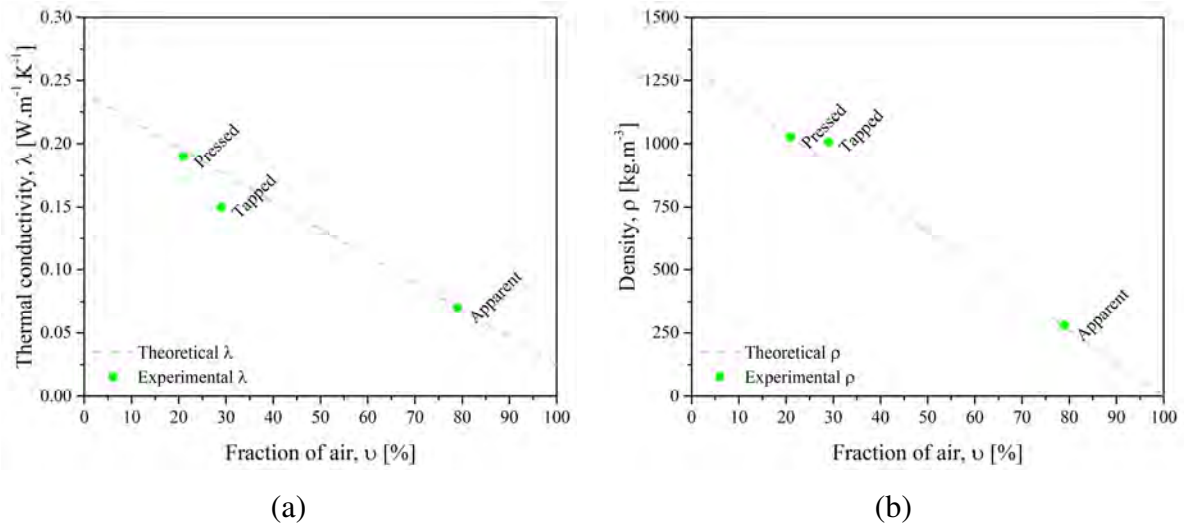 0.30
0.25
0.20
0.15
0.10
0.05
0.00
Thermal conductivity, λ [W.m⁻¹.K⁻¹]
Pressed
Tapped
Apparent
Theoretical λ
Experimental λ
0 10 20 30 40 50 60 70 80 90 100
Fraction of air, υ [%]
(a)
1500
1250
1000
750
500
250
0
Density, ρ [kg.m⁻³]
Pressed
Tapped
Apparent
Theoretical ρ
Experimental ρ
0 10 20 30 40 50 60 70 80 90 100
Fraction of air, υ [%]
(b)